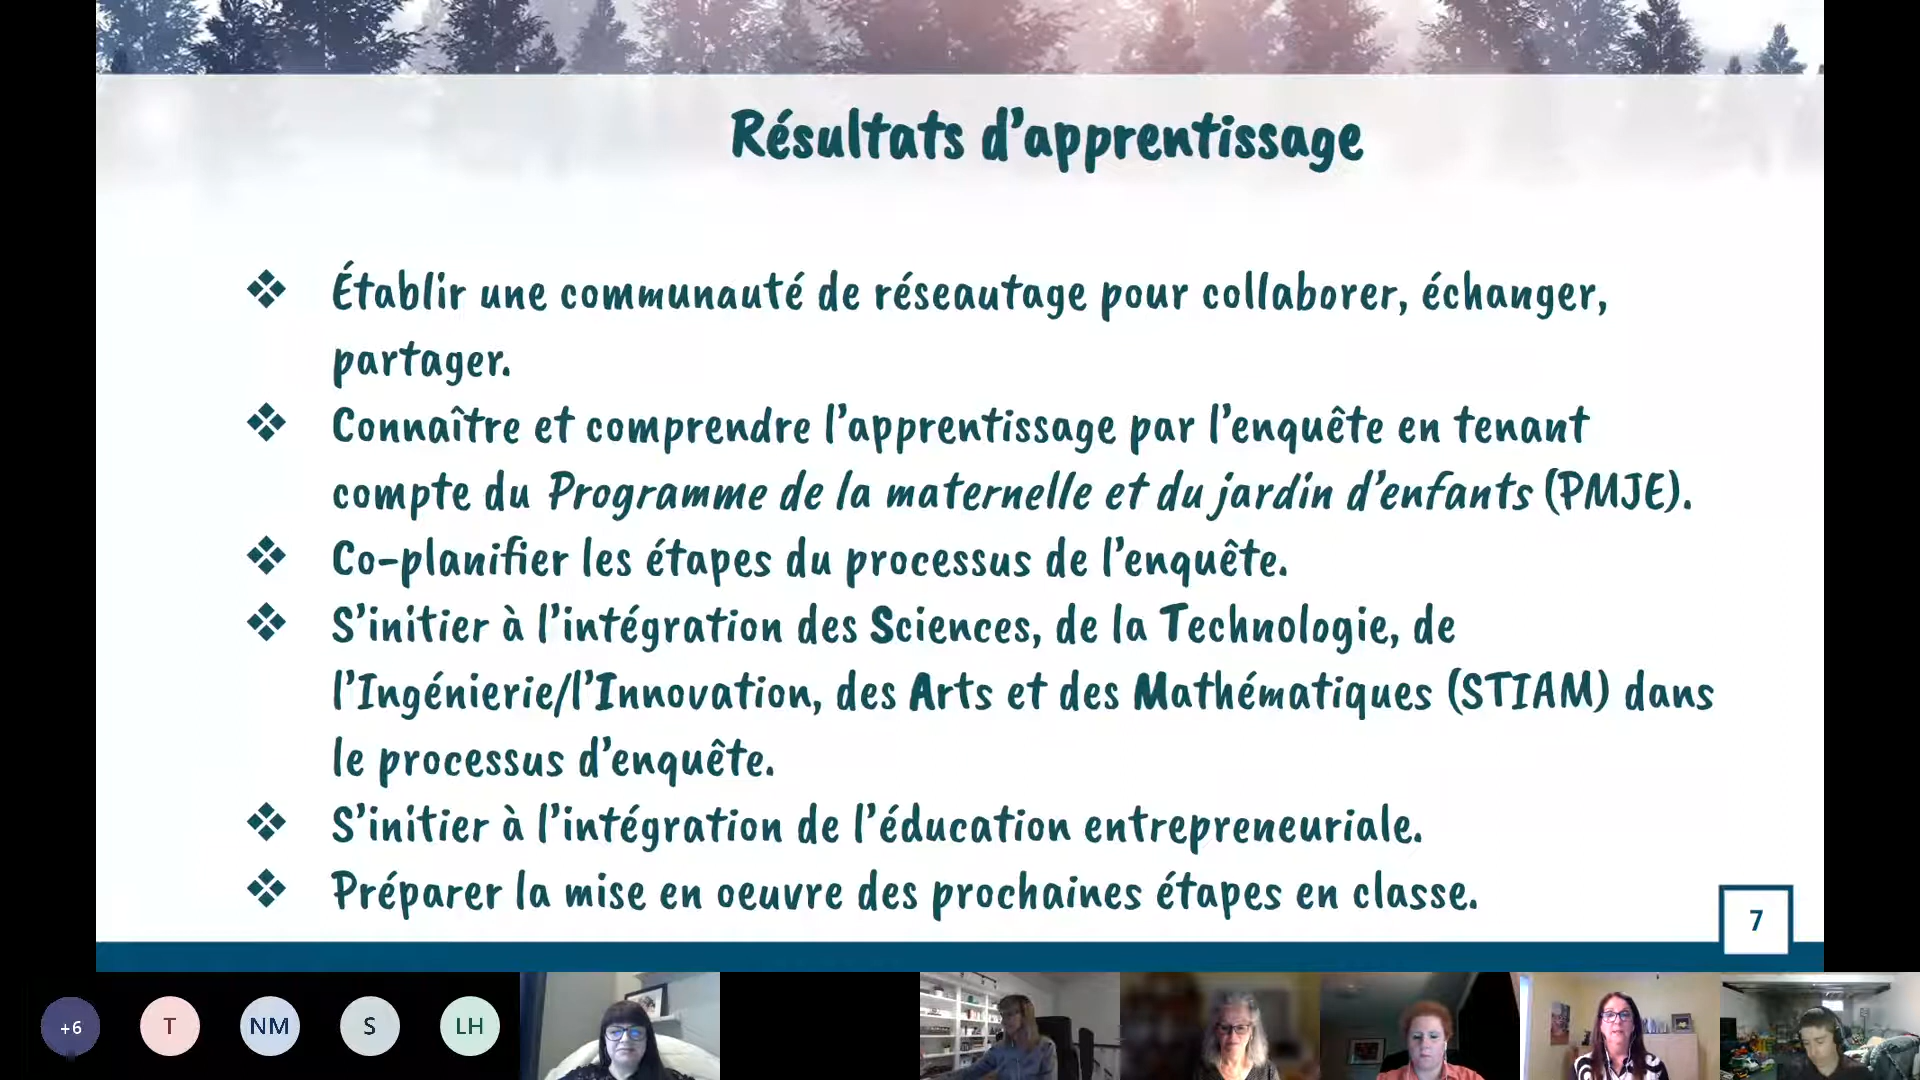 Résultats d’apprentissage
❖ Établir une communauté de réseautage pour collaborer, échanger,
partager.
❖ Connaître et comprendre l’apprentissage par l’enquête en tenant
compte du Programme de la maternelle et du jardin d’enfants (PMJE).
❖ Co-planifier les étapes du processus de l’enquête.
❖ S’initier à l’intégration des Sciences, de la Technologie, de
l’Ingénierie/l’Innovation, des Arts et des Mathématiques (STIAM) dans
le processus d’enquête.
❖ S’initier à l’intégration de l’éducation entrepreneuriale.
❖ Préparer la mise en oeuvre des prochaines étapes en classe.
7
+6 T NM S LH